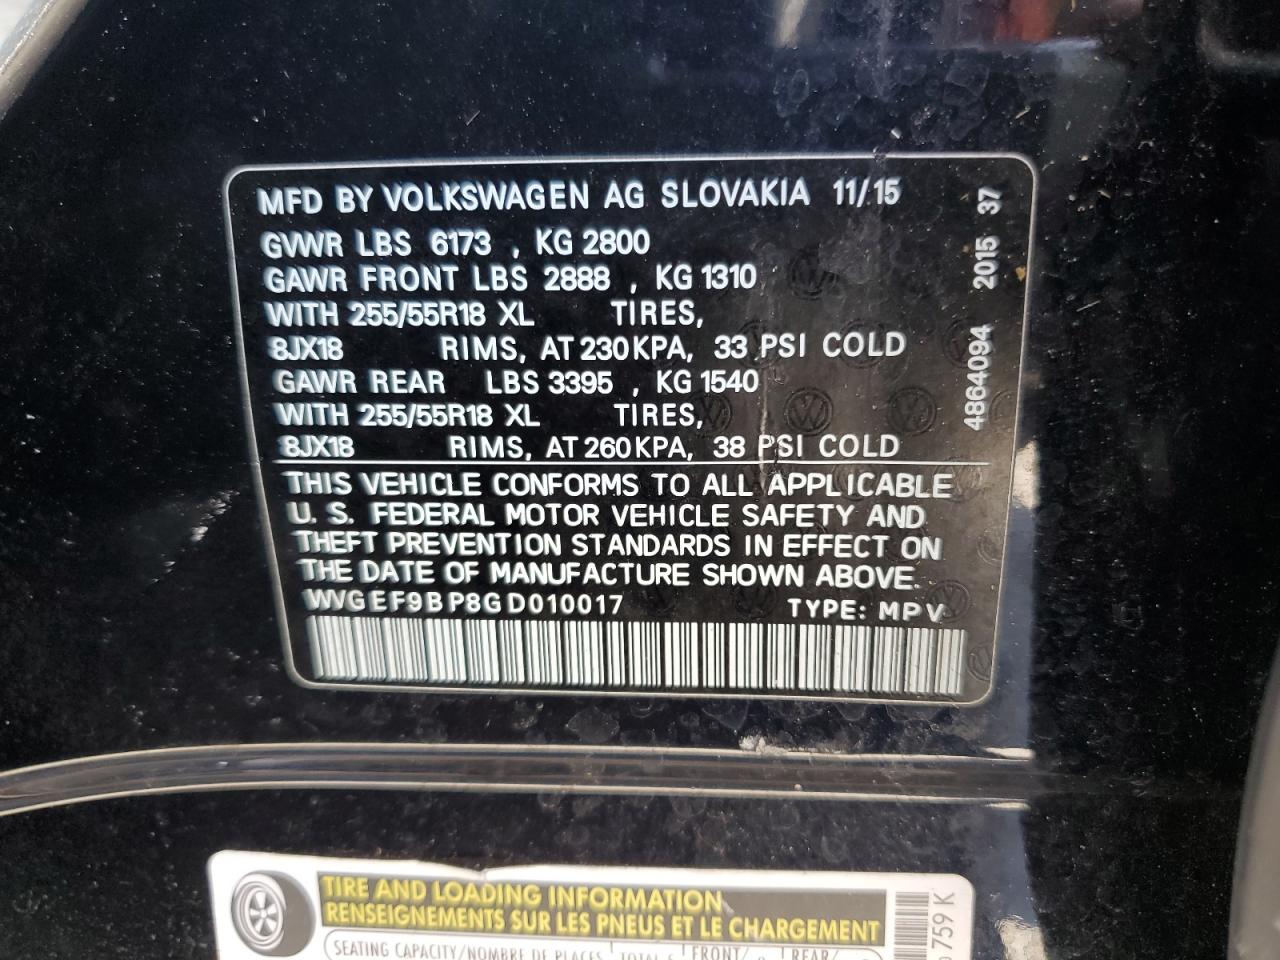 MFD BY VOLKSWAGEN AG SLOVAKIA 11/15
GVWR LBS 6173 , KG 2800
GAWR FRONT LBS 2888 , KG 1310
WITH 255/55R18 XL TIRES,
8JX18 RIMS, AT 230KPA, 33 PSI COLD
GAWR REAR LBS 3395 , KG 1540
WITH 255/55R18 XL TIRES,
8JX18 RIMS, AT 260KPA, 38 PSI COLD
THIS VEHICLE CONFORMS TO ALL APPLICABLE
U. S. FEDERAL MOTOR VEHICLE SAFETY AND
THEFT PREVENTION STANDARDS IN EFFECT ON
THE DATE OF MANUFACTURE SHOWN ABOVE.
WVGEF9BP8GD010017 TYPE: MPV
4864094 2015 37
TIRE AND LOADING INFORMATION
RENSEIGNEMENTS SUR LES PNEUS ET LE CHARGEMENT
SEATING CAPACITY/NOMBRE DE PLACES TOTAL 5 FRONT/ REAR/
759 K